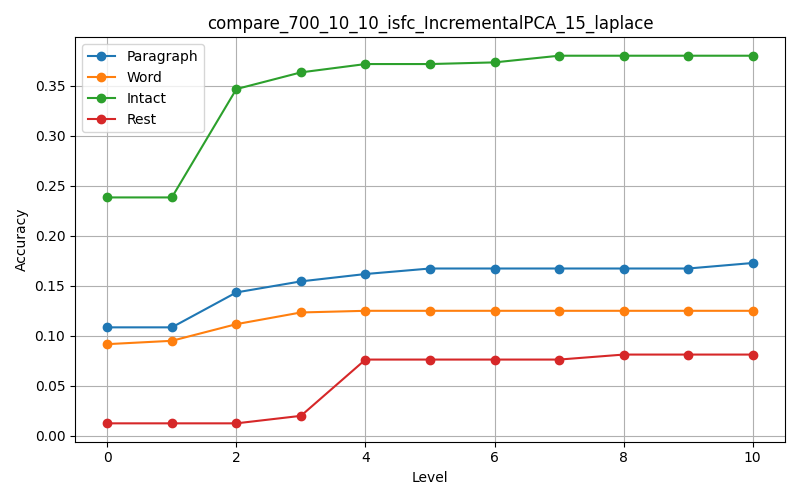 compare_700_10_10_isfc_IncrementalPCA_15_laplace
Paragraph
Word
Intact
Rest
Accuracy
0.35
0.30
0.25
0.20
0.15
0.10
0.05
0.00
0 2 4 6 8 10
Level